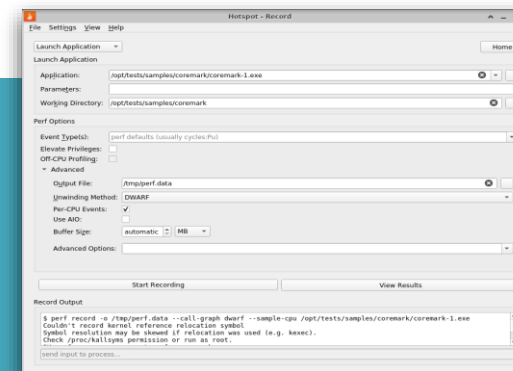 Hotspot - Record
File Settings View Help
Launch Application
Home
Launch Application
Application: /opt/tests/samples/coremark/coremark-1.exe
Parameters:
Working Directory: /opt/tests/samples/coremark
Perf Options
Event Type(s): perf defaults (usually cycles:Pu)
Elevate Privileges:
Off-CPU Profiling:
Advanced
Output File: /tmp/perf.data
Unwinding Method: DWARF
Per-CPU Events:
Use AIO:
Buffer Size: automatic MB
Advanced Options:
Start Recording View Results
Record Output
$ perf record -o /tmp/perf.data --call-graph dwarf --sample-cpu /opt/tests/samples/coremark/coremark-1.exe
Couldn't record kernel reference relocation symbol
Symbol resolution may be skewed if relocation was used (e.g. kexec).
Check /proc/kallsyms permission or run as root.
send input to process...